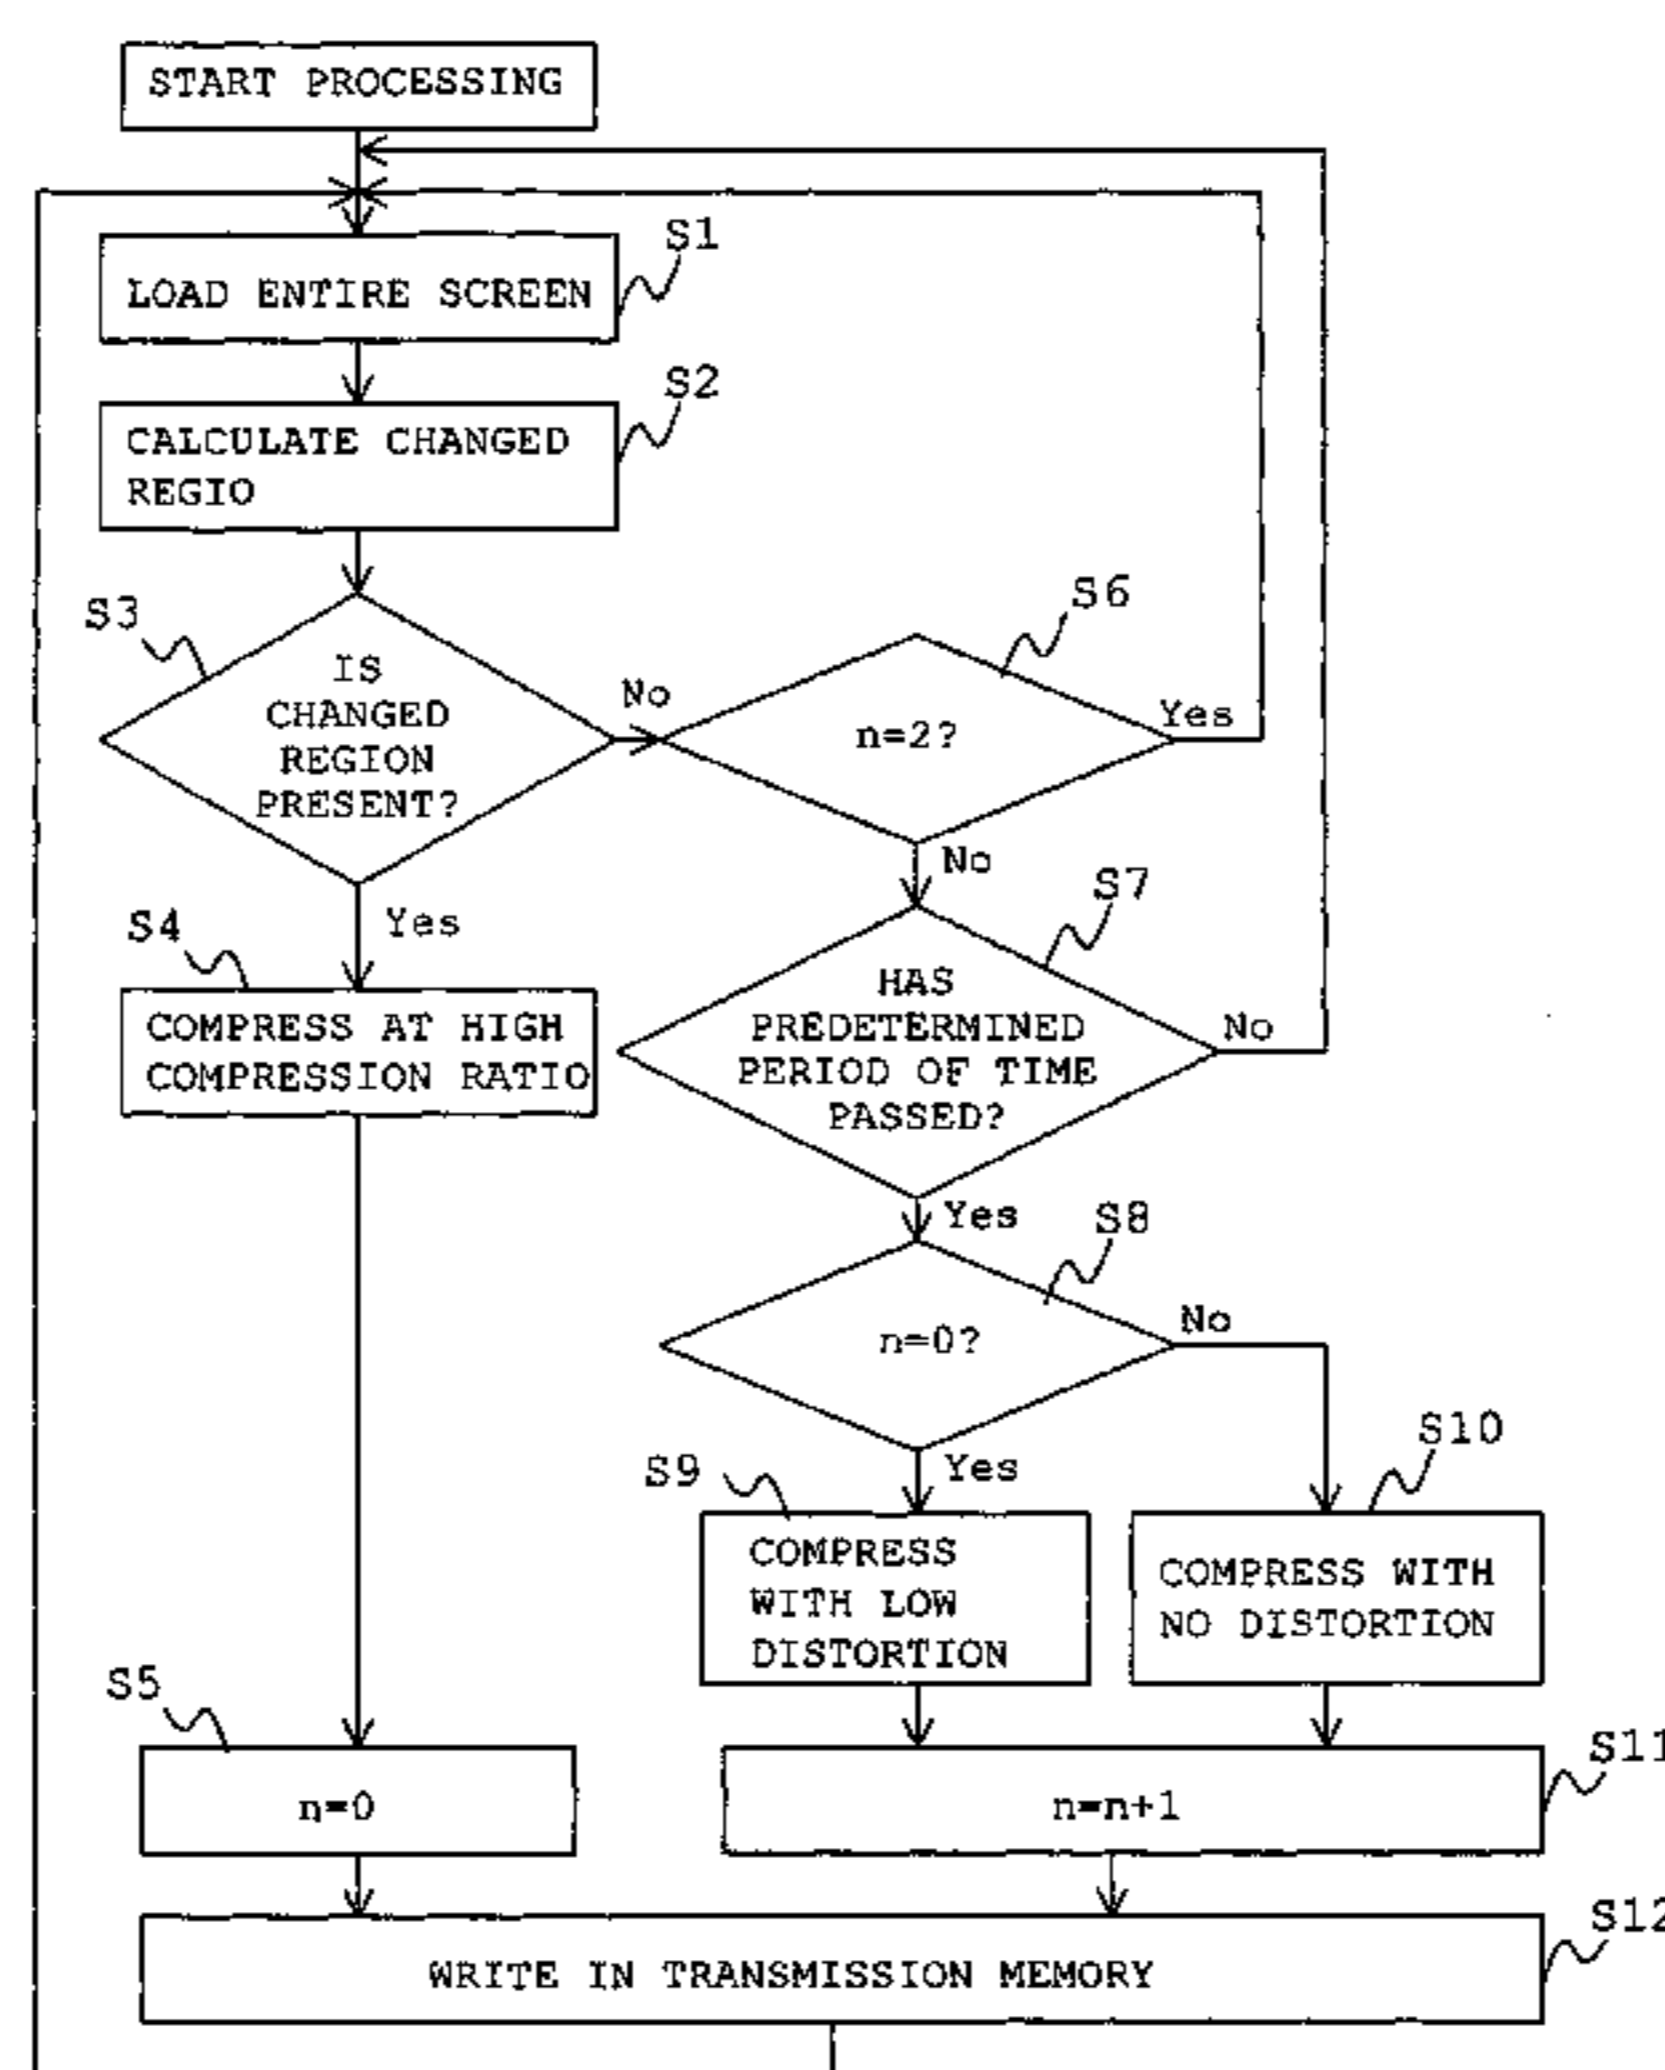 START PROCESSING
S1
LOAD ENTIRE SCREEN
S2
CALCULATE CHANGED
REGIO
S3
IS
CHANGED
REGION
PRESENT?
No
S6
n=2?
Yes
No
S4
Yes
COMPRESS AT HIGH
COMPRESSION RATIO
S7
HAS
PREDETERMINED
PERIOD OF TIME
PASSED?
No
Yes
S8
n=0?
No
Yes
S9
COMPRESS
WITH LOW
DISTORTION
S10
COMPRESS WITH
NO DISTORTION
S5
n=0
S11
n=n+1
S12
WRITE IN TRANSMISSION MEMORY